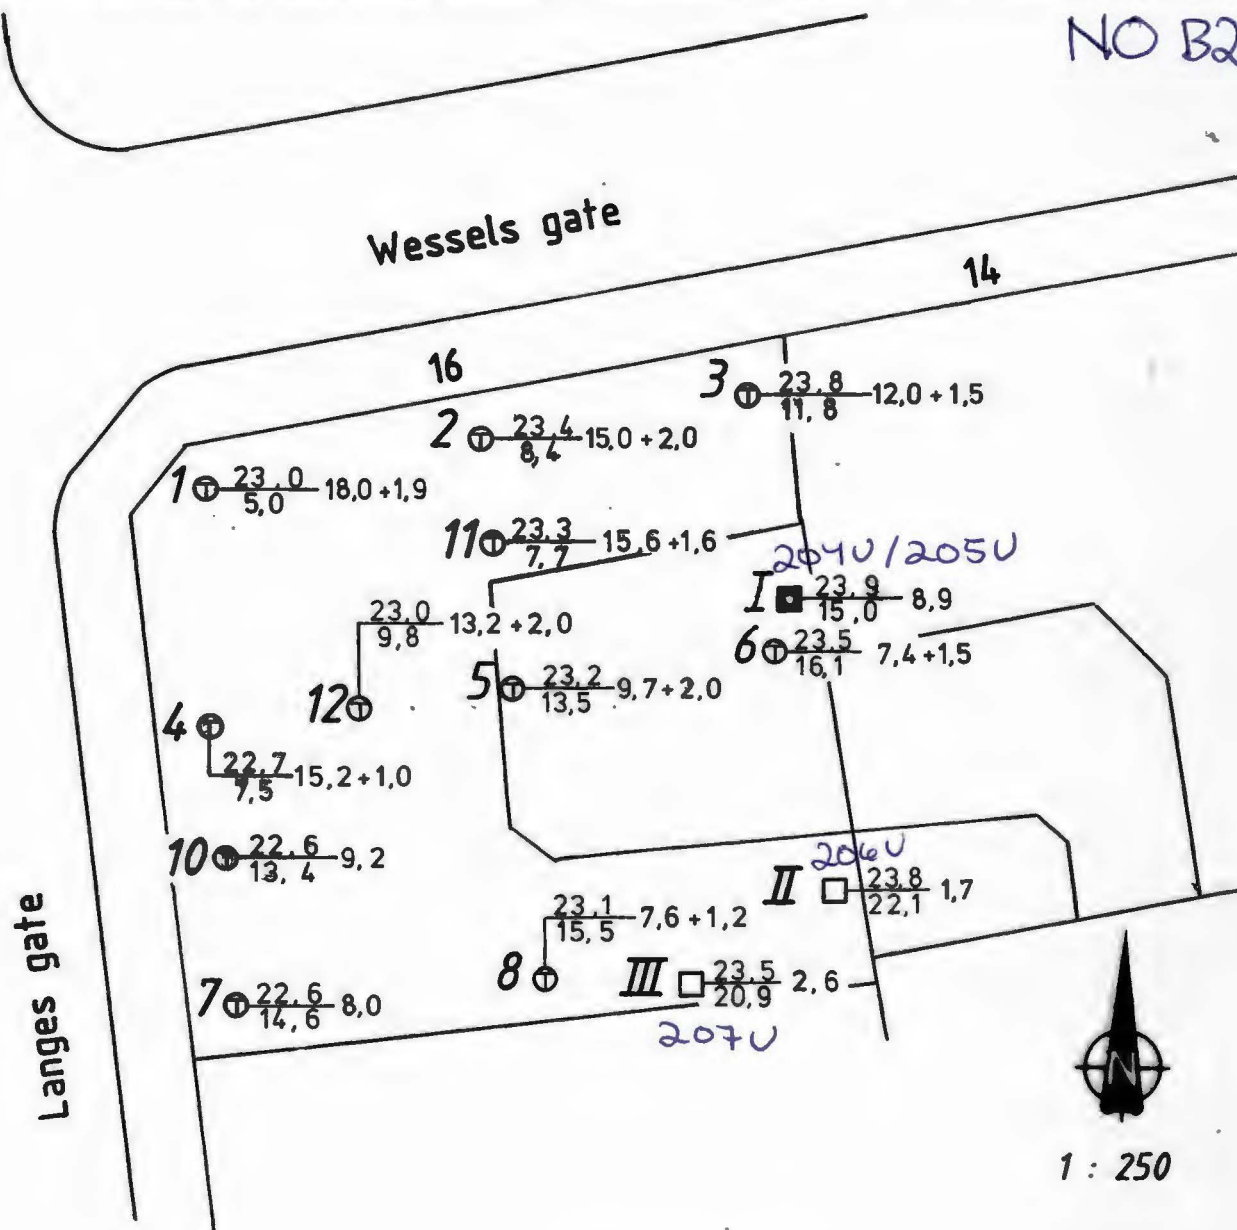 NO B2
Wessels gate
14
16
3 23,8 12,0 + 1,5
11,8
2 23,4 15,0 + 2,0
8,4
1 23,0 18,0 + 1,9
5,0
11 23,3 15,6 + 1,6
7,7
204U / 205U
I 23,9 8,9
15,0
23,0 13,2 + 2,0
9,8
12
6 23,5 7,4 + 1,5
16,1
5 23,2 9,7 + 2,0
13,5
4
22,7 15,2 + 1,0
7,5
10 22,6 9,2
13,4
206U
II 23,8 1,7
22,1
23,1 7,6 + 1,2
15,5
8
III 23,5 2,6
20,9
207U
7 22,6 8,0
14,6
Langes gate
N
1 : 250